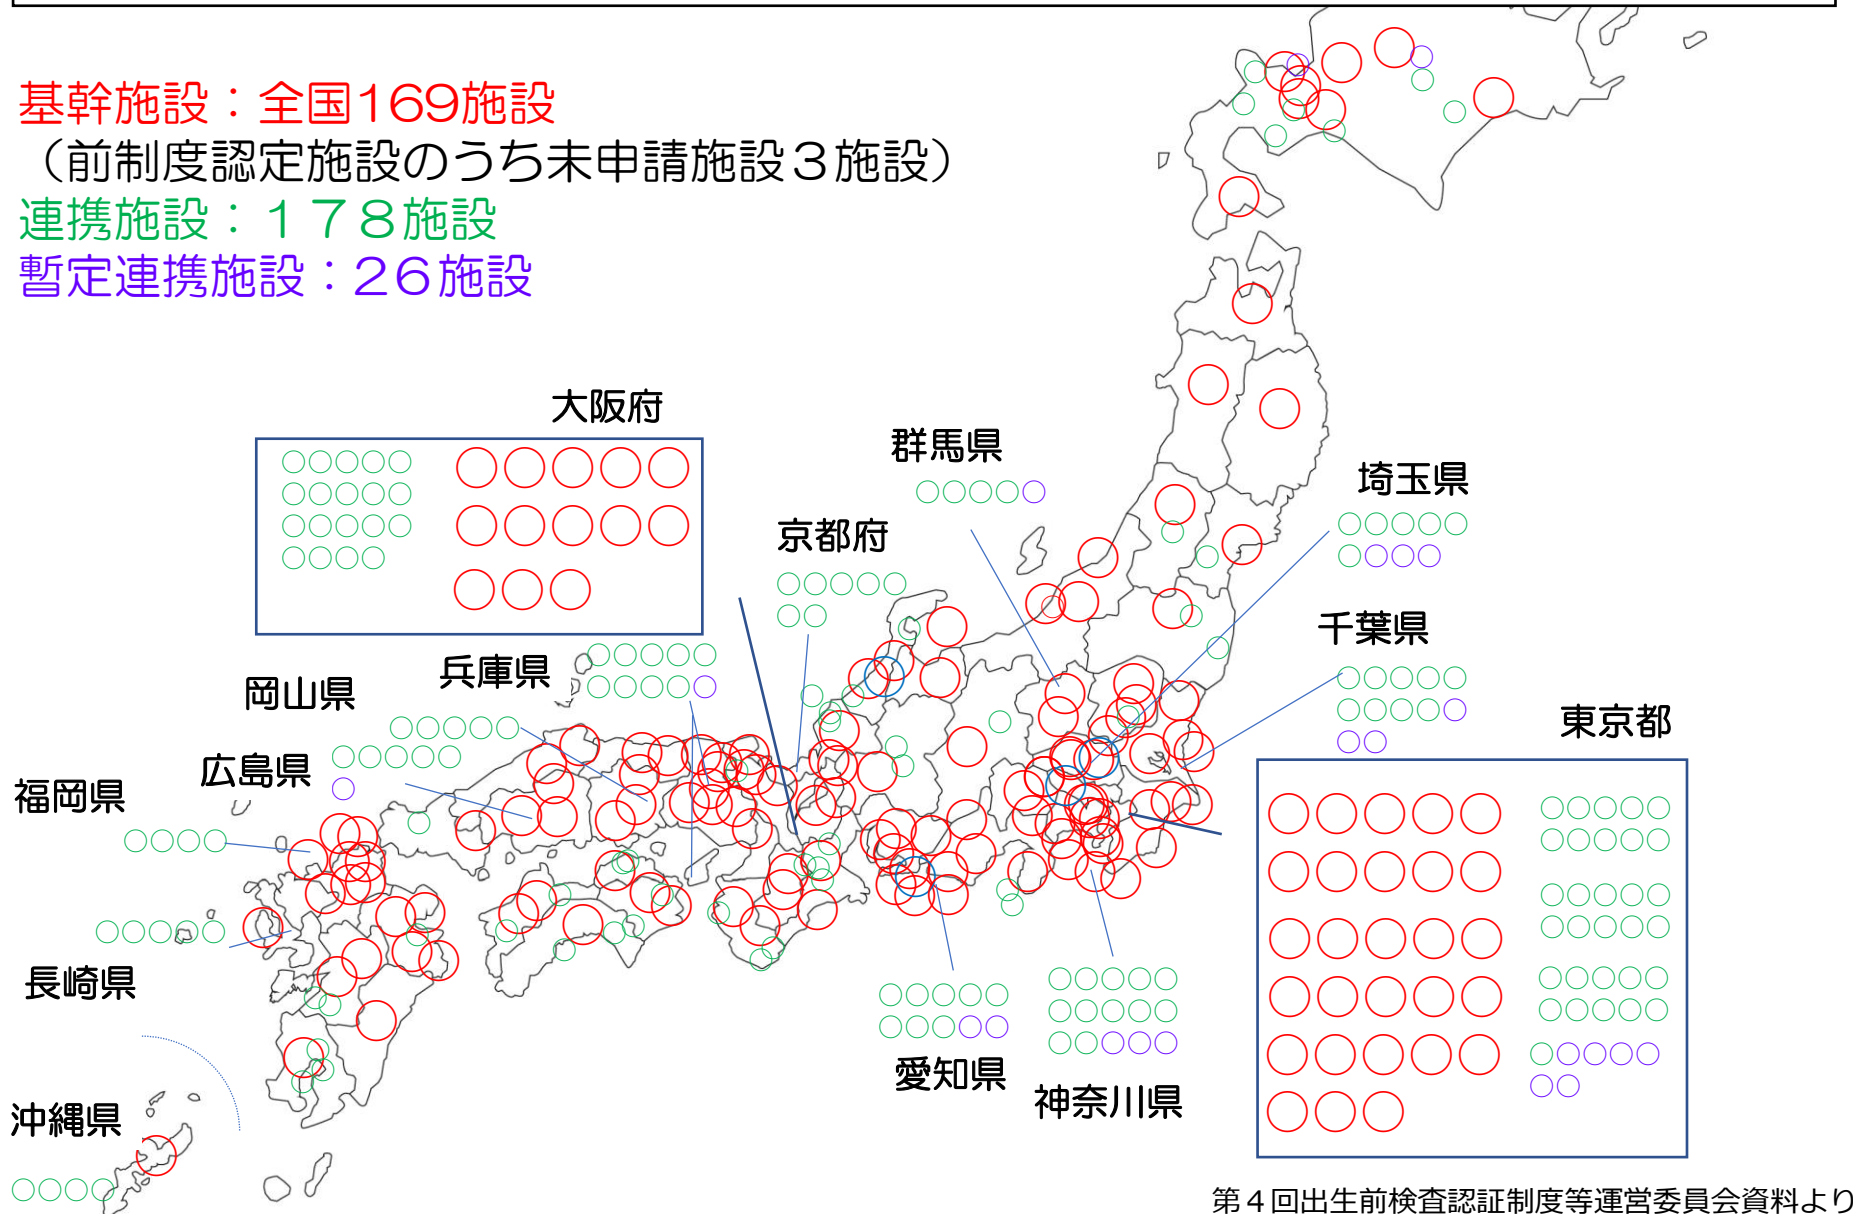 基幹施設：全国169施設
（前制度認定施設のうち未申請施設３施設）
連携施設：１７８施設
暫定連携施設：２６施設
大阪府
群馬県
埼玉県
京都府
千葉県
兵庫県
岡山県
東京都
広島県
福岡県
長崎県
愛知県
神奈川県
沖縄県
第４回出生前検査認証制度等運営委員会資料より